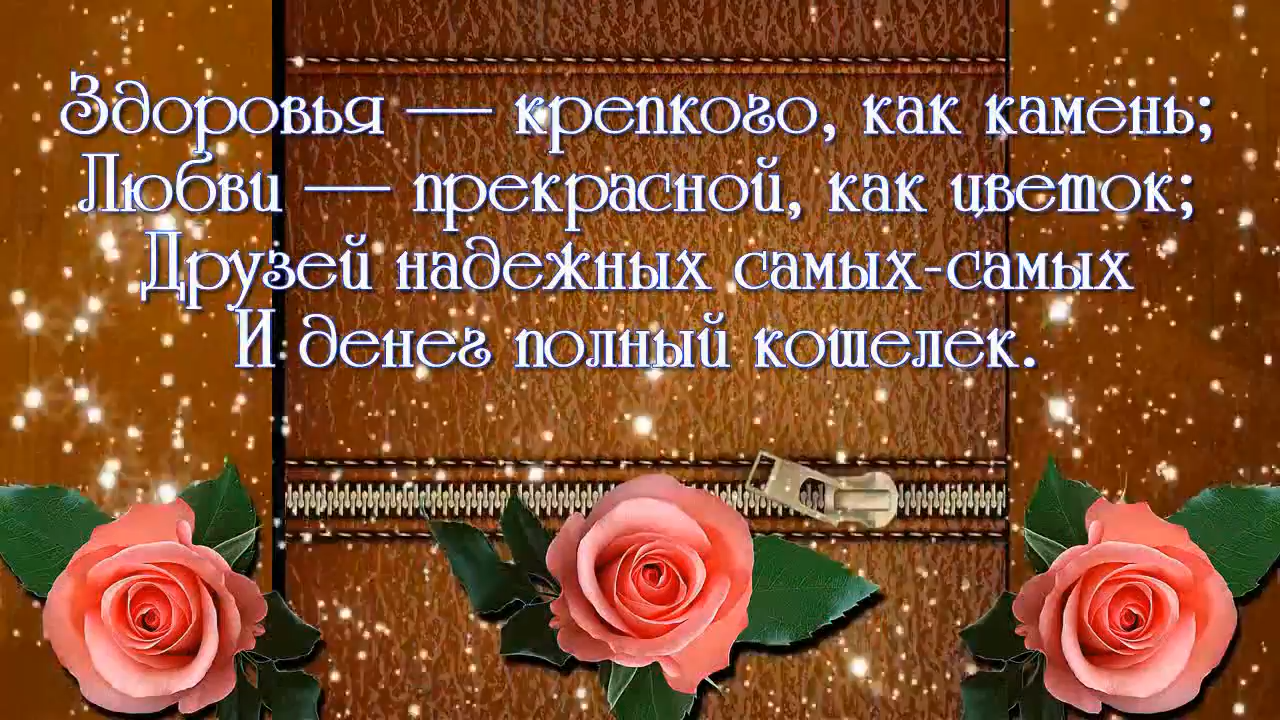 Здоровья — крепкого, как камень;
Любви — прекрасной, как цветок;
Друзей надежных самых-самых
И денег полный кошелек.